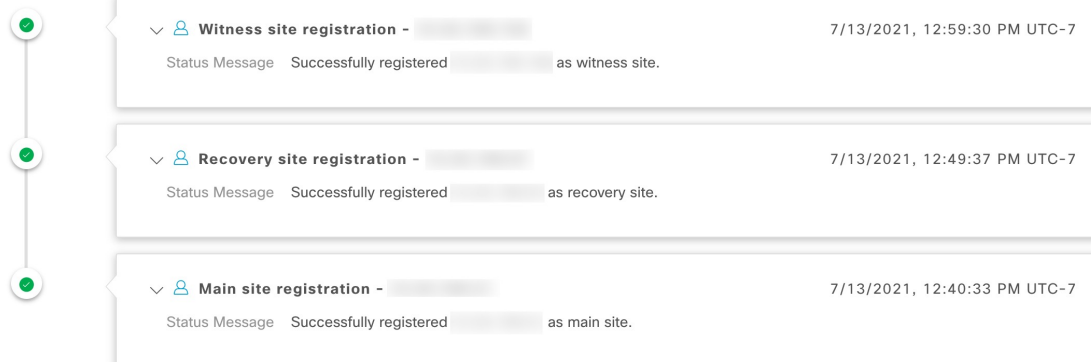 Witness site registration -
7/13/2021, 12:59:30 PM UTC-7
Status Message Successfully registered as witness site.
Recovery site registration -
7/13/2021, 12:49:37 PM UTC-7
Status Message Successfully registered as recovery site.
Main site registration -
7/13/2021, 12:40:33 PM UTC-7
Status Message Successfully registered as main site.